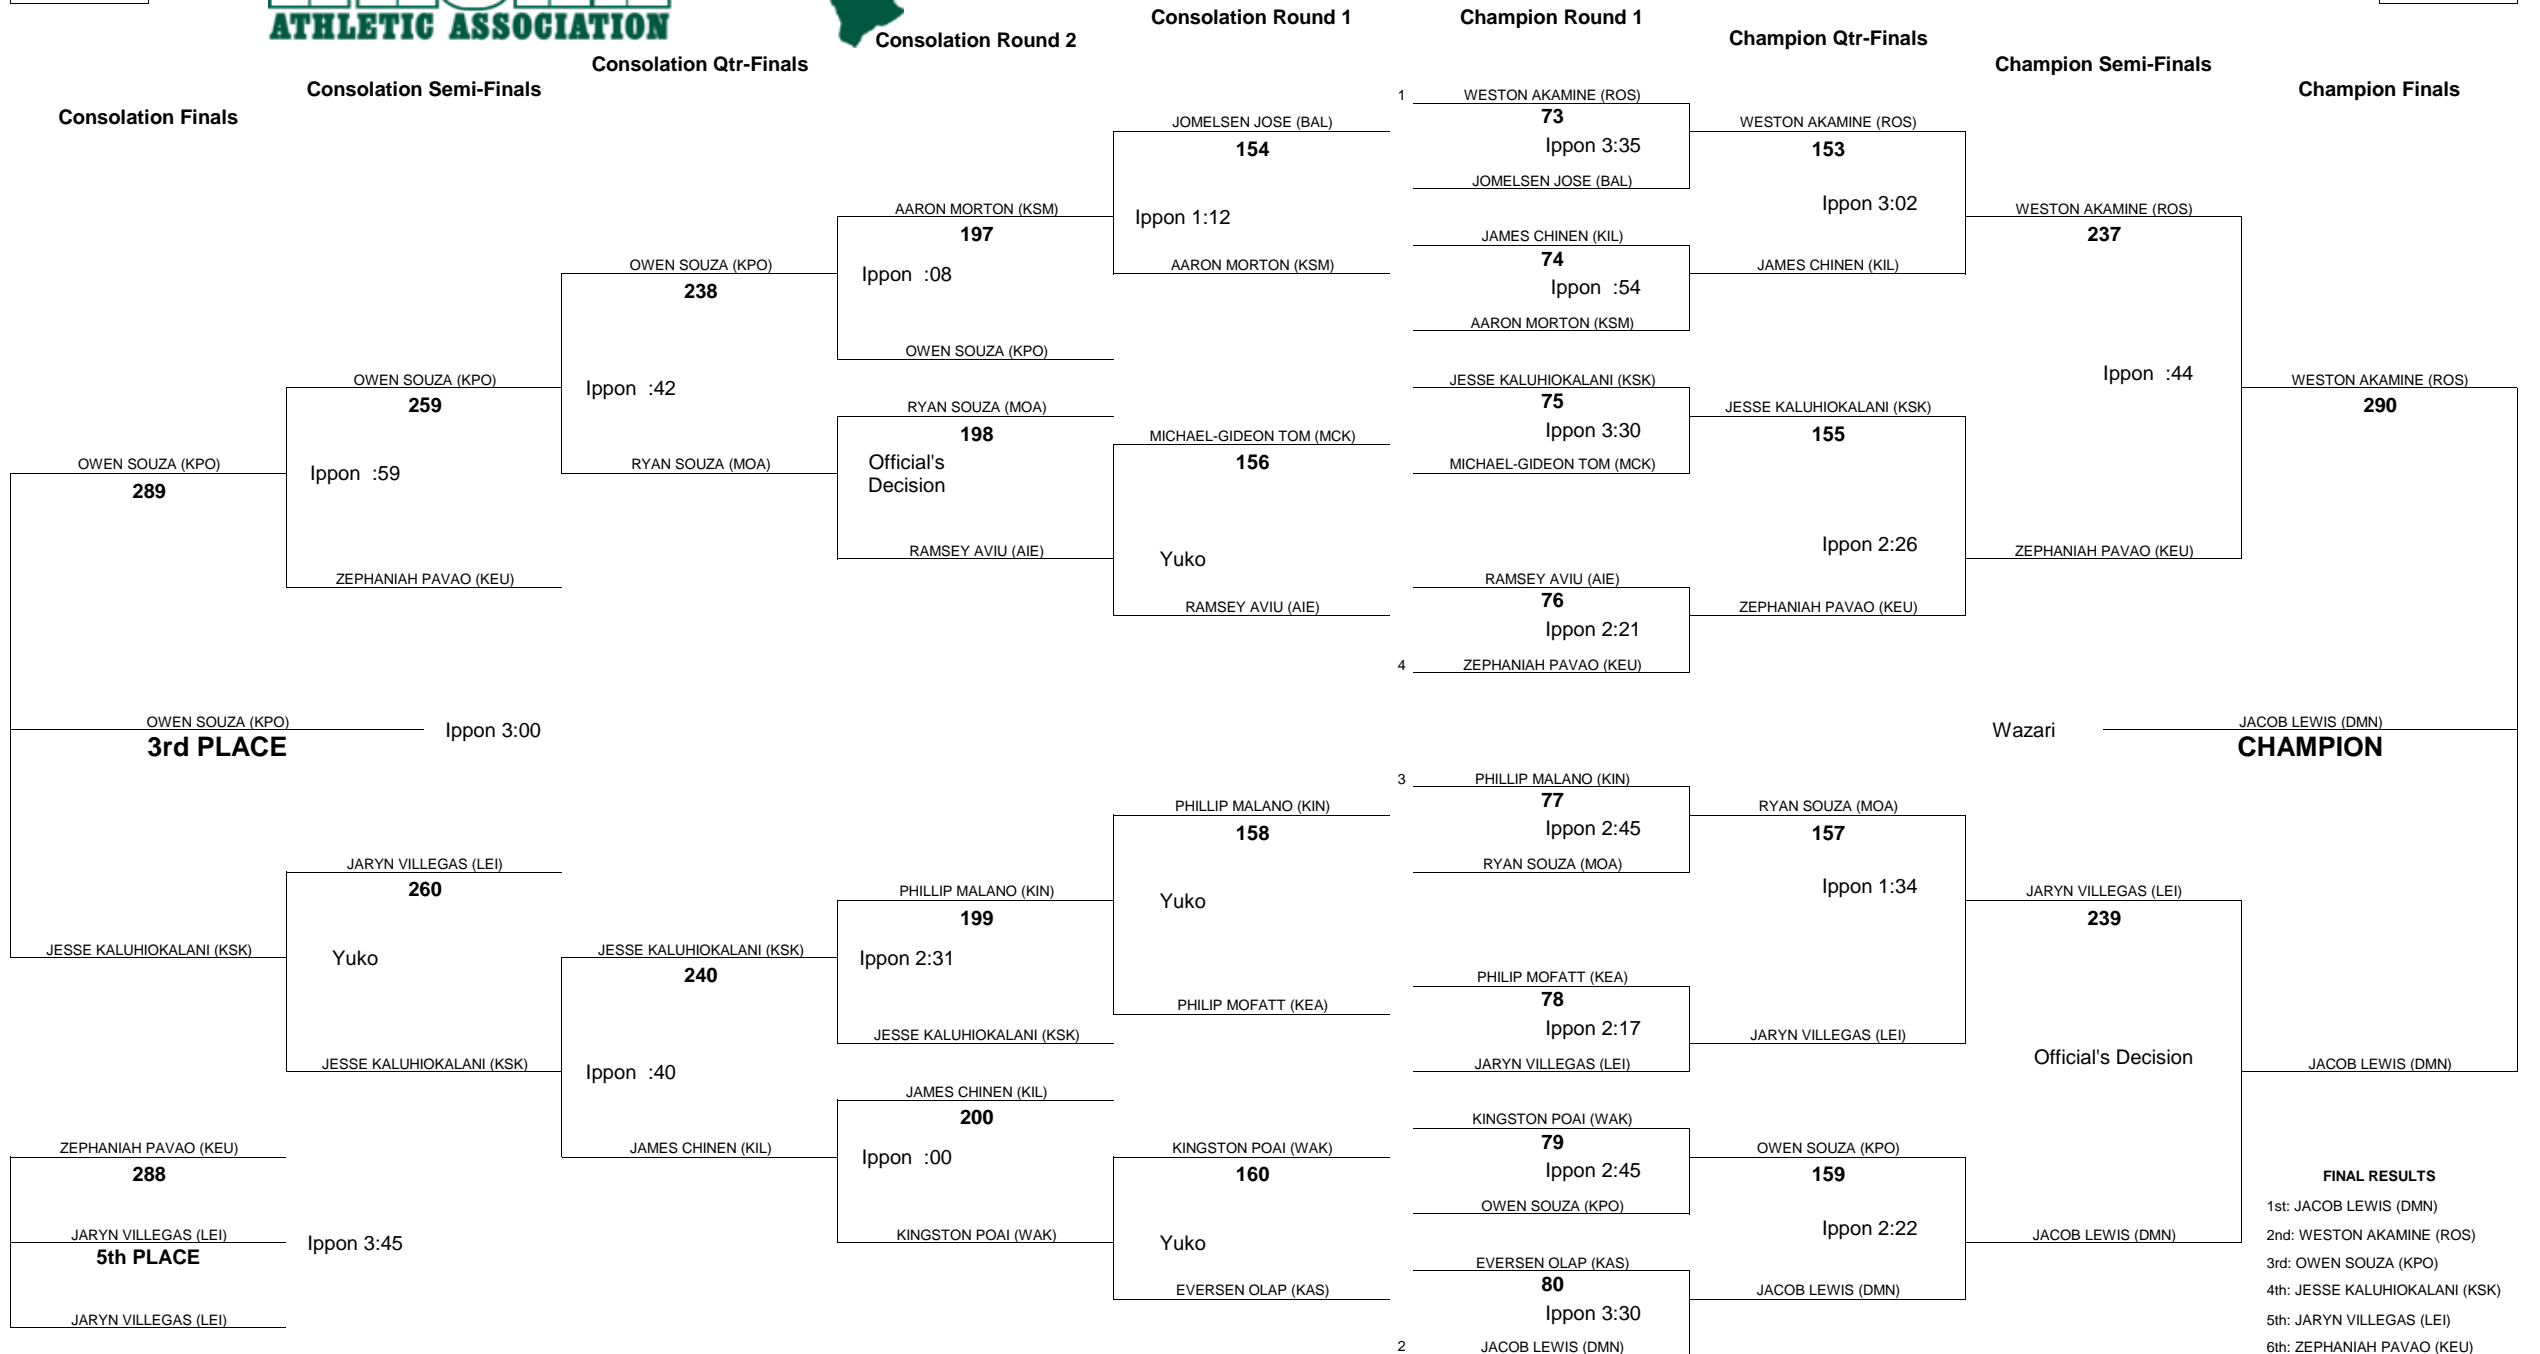 ATHLETIC ASSOCIATION
Consolation Round 1
Champion Round 1
Consolation Round 2
Champion Qtr-Finals
Consolation Qtr-Finals
Champion Semi-Finals
Consolation Semi-Finals
Champion Finals
Consolation Finals
1 WESTON AKAMINE (ROS)
73
Ippon 3:35
JOMELSEN JOSE (BAL)
JAMES CHINEN (KIL)
74
Ippon :54
AARON MORTON (KSM)
JESSE KALUHIOKALANI (KSK)
75
Ippon 3:30
MICHAEL-GIDEON TOM (MCK)
RAMSEY AVIU (AIE)
76
Ippon 2:21
4 ZEPHANIAH PAVAO (KEU)
3 PHILLIP MALANO (KIN)
77
Ippon 2:45
RYAN SOUZA (MOA)
PHILIP MOFATT (KEA)
78
Ippon 2:17
JARYN VILLEGAS (LEI)
KINGSTON POAI (WAK)
79
Ippon 2:45
OWEN SOUZA (KPO)
EVERSEN OLAP (KAS)
80
Ippon 3:30
2 JACOB LEWIS (DMN)
WESTON AKAMINE (ROS)
153
Ippon 3:02
JAMES CHINEN (KIL)
JESSE KALUHIOKALANI (KSK)
155
Ippon 2:26
ZEPHANIAH PAVAO (KEU)
RYAN SOUZA (MOA)
157
Ippon 1:34
JARYN VILLEGAS (LEI)
OWEN SOUZA (KPO)
159
Ippon 2:22
JACOB LEWIS (DMN)
WESTON AKAMINE (ROS)
237
Ippon :44
ZEPHANIAH PAVAO (KEU)
JARYN VILLEGAS (LEI)
239
Official's Decision
JACOB LEWIS (DMN)
WESTON AKAMINE (ROS)
290
Wazari
JACOB LEWIS (DMN)
CHAMPION
JACOB LEWIS (DMN)
JOMELSEN JOSE (BAL)
154
Ippon 1:12
AARON MORTON (KSM)
MICHAEL-GIDEON TOM (MCK)
156
Yuko
RAMSEY AVIU (AIE)
PHILLIP MALANO (KIN)
158
Yuko
PHILIP MOFATT (KEA)
KINGSTON POAI (WAK)
160
Yuko
EVERSEN OLAP (KAS)
AARON MORTON (KSM)
197
Ippon :08
OWEN SOUZA (KPO)
RYAN SOUZA (MOA)
198
Official's
Decision
RAMSEY AVIU (AIE)
PHILLIP MALANO (KIN)
199
Ippon 2:31
JESSE KALUHIOKALANI (KSK)
JAMES CHINEN (KIL)
200
Ippon :00
KINGSTON POAI (WAK)
OWEN SOUZA (KPO)
238
Ippon :42
RYAN SOUZA (MOA)
JESSE KALUHIOKALANI (KSK)
240
Ippon :40
JAMES CHINEN (KIL)
OWEN SOUZA (KPO)
259
Ippon :59
ZEPHANIAH PAVAO (KEU)
JARYN VILLEGAS (LEI)
260
Yuko
JESSE KALUHIOKALANI (KSK)
OWEN SOUZA (KPO)
289
OWEN SOUZA (KPO)
3rd PLACE
Ippon 3:00
JESSE KALUHIOKALANI (KSK)
ZEPHANIAH PAVAO (KEU)
288
JARYN VILLEGAS (LEI)
5th PLACE
Ippon 3:45
JARYN VILLEGAS (LEI)
FINAL RESULTS
1st: JACOB LEWIS (DMN)
2nd: WESTON AKAMINE (ROS)
3rd: OWEN SOUZA (KPO)
4th: JESSE KALUHIOKALANI (KSK)
5th: JARYN VILLEGAS (LEI)
6th: ZEPHANIAH PAVAO (KEU)